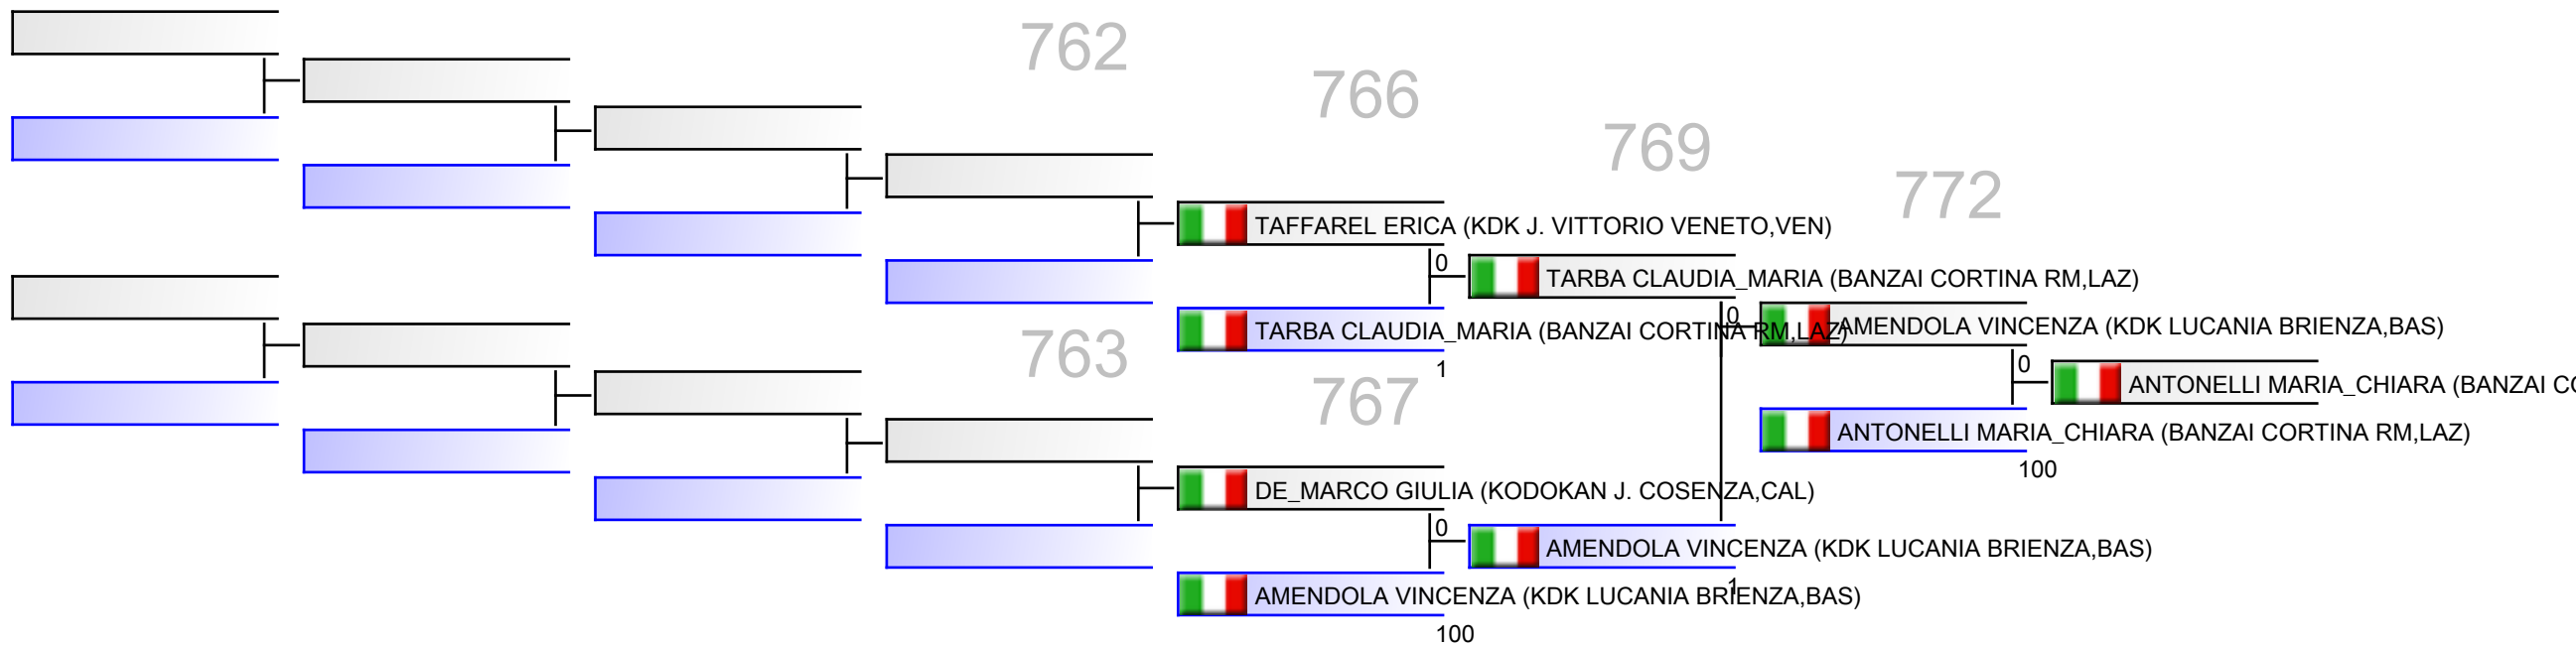 762
766
769
772
TAFFAREL ERICA (KDK J. VITTORIO VENETO,VEN)
0
TARBA CLAUDIA_MARIA (BANZAI CORTINA RM,LAZ)
TARBA CLAUDIA_MARIA (BANZAI CORTINA RM,LAZ)
1
0
AMENDOLA VINCENZA (KDK LUCANIA BRIENZA,BAS)
0
ANTONELLI MARIA_CHIARA (BANZAI CO
ANTONELLI MARIA_CHIARA (BANZAI CORTINA RM,LAZ)
100
763
767
DE_MARCO GIULIA (KODOKAN J. COSENZA,CAL)
0
AMENDOLA VINCENZA (KDK LUCANIA BRIENZA,BAS)
1
AMENDOLA VINCENZA (KDK LUCANIA BRIENZA,BAS)
100